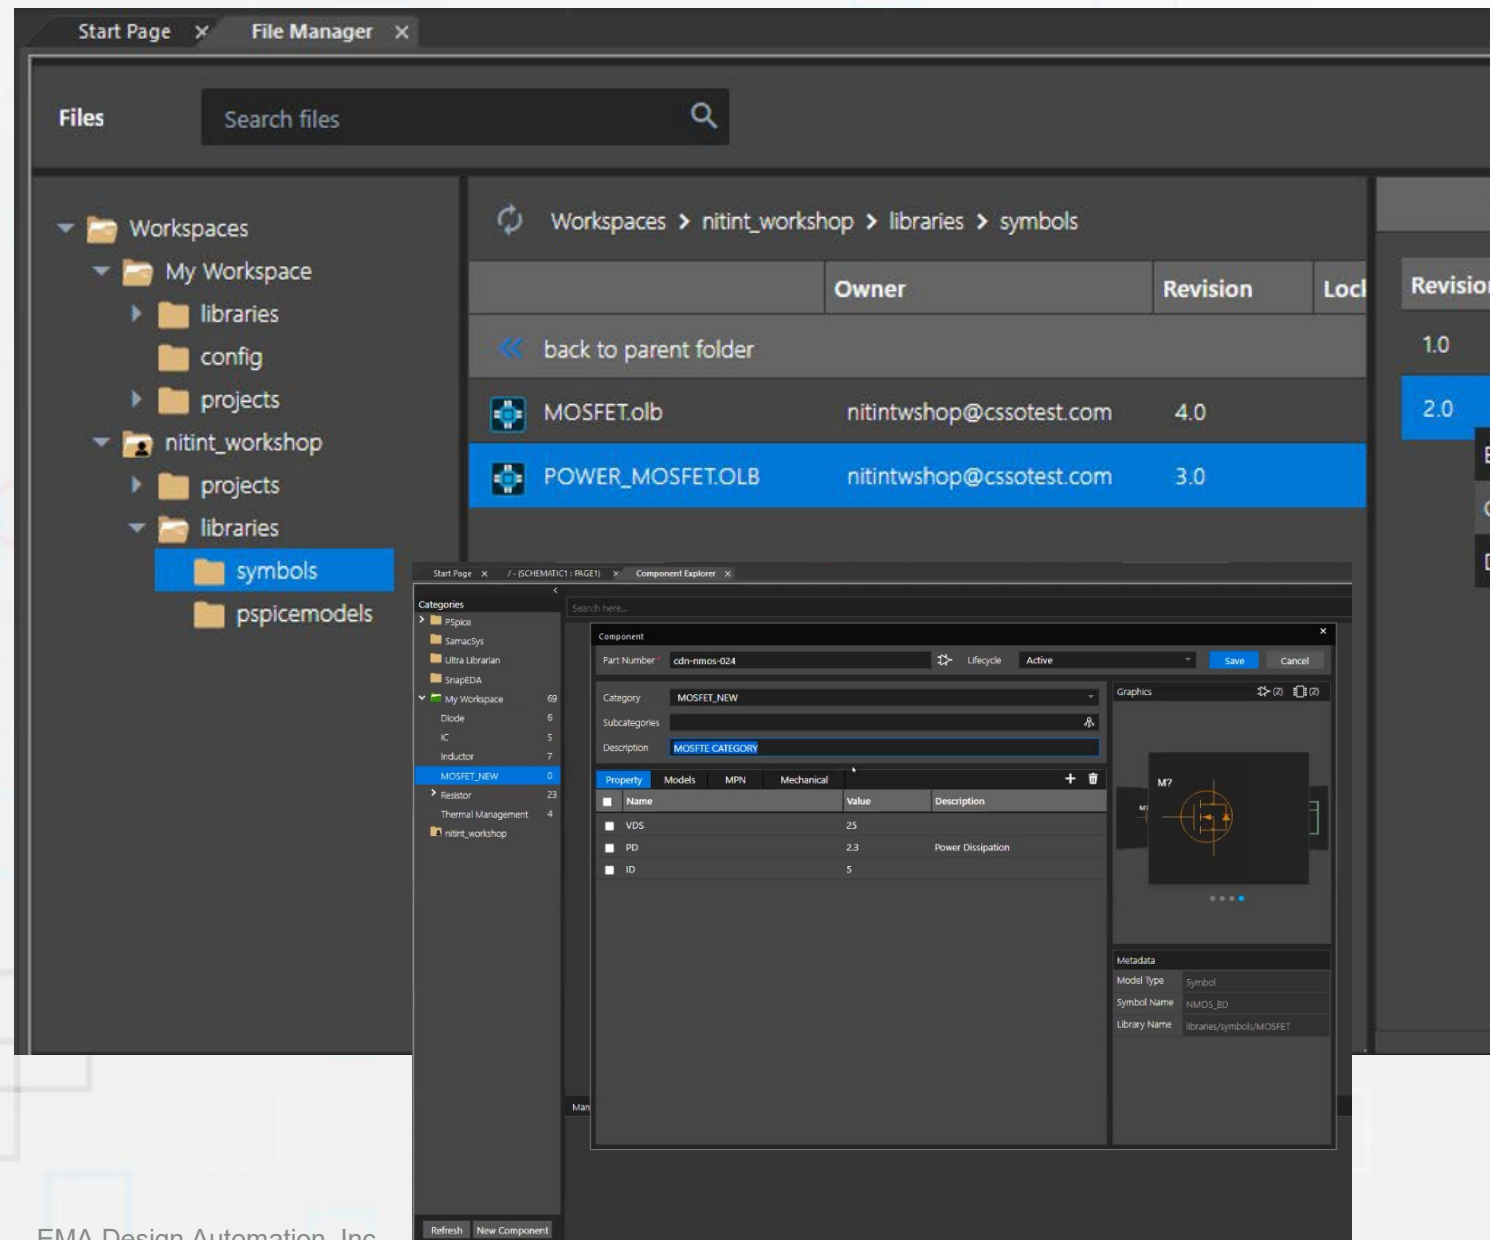 Start Page
File Manager
Files
Search files
Workspaces
My Workspace
libraries
config
projects
nitint_workshop
projects
libraries
symbols
pspicemodels
Workspaces > nitint_workshop > libraries > symbols
Owner Revision
back to parent folder
MOSFET.olb nitintwshop@cssotest.com 4.0
POWER_MOSFET.OLB nitintwshop@cssotest.com 3.0
1.0
2.0
Start Page / - (SCHEMATIC1 : PAGE1) Component Explorer
Categories
PSpice
SamacSys
Ultra Librarian
SnapEDA
My Workspace 69
Diode 6
IC 5
Inductor 7
MOSFET_NEW 0
Resistor 23
Thermal Management 4
nitint_workshop
Refresh New Component
Search here...
Component
Part Number* cdn-nmos-024 Lifecycle Active Save Cancel
Category MOSFET_NEW
Subcategories
Description MOSFTE CATEGORY
Property Models MPN Mechanical
Name Value Description
VDS 25
PD 2.3 Power Dissipation
ID 5
Graphics (2) (2)
M?
Metadata
Model Type Symbol
Symbol Name NMOS_BD
Library Name libraries/symbols/MOSFET
Man
EMA Design Automation, Inc